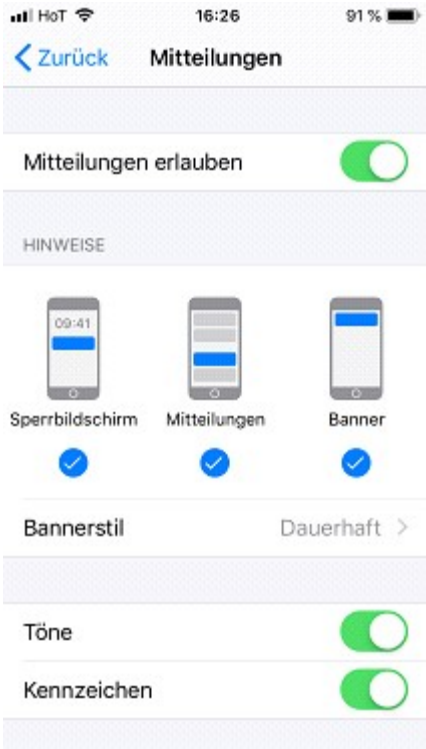 HoT 16:26 91 %
Zurück Mitteilungen
Mitteilungen erlauben
HINWEISE
09:41
Sperrbildschirm Mitteilungen Banner
Bannerstil Dauerhaft
Töne
Kennzeichen